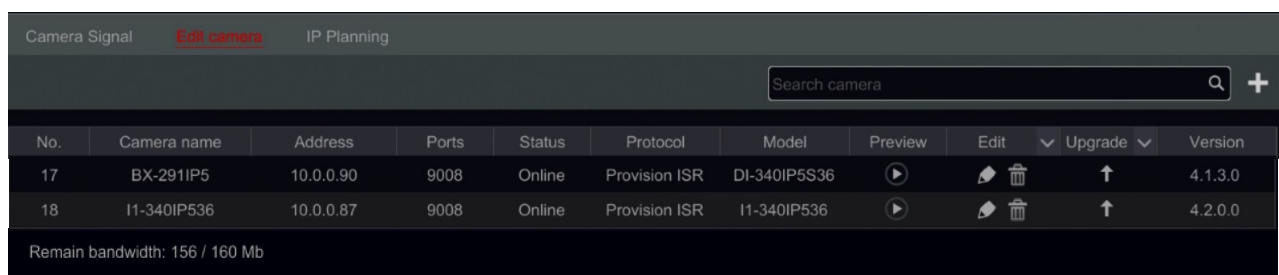 Camera Signal Edit camera IP Planning
Search camera
No. Camera name Address Ports Status Protocol Model Preview Edit Upgrade Version
17 BX-291IP5 10.0.0.90 9008 Online Provision ISR DI-340IP5S36 4.1.3.0
18 I1-340IP536 10.0.0.87 9008 Online Provision ISR I1-340IP536 4.2.0.0
Remain bandwidth: 156 / 160 Mb